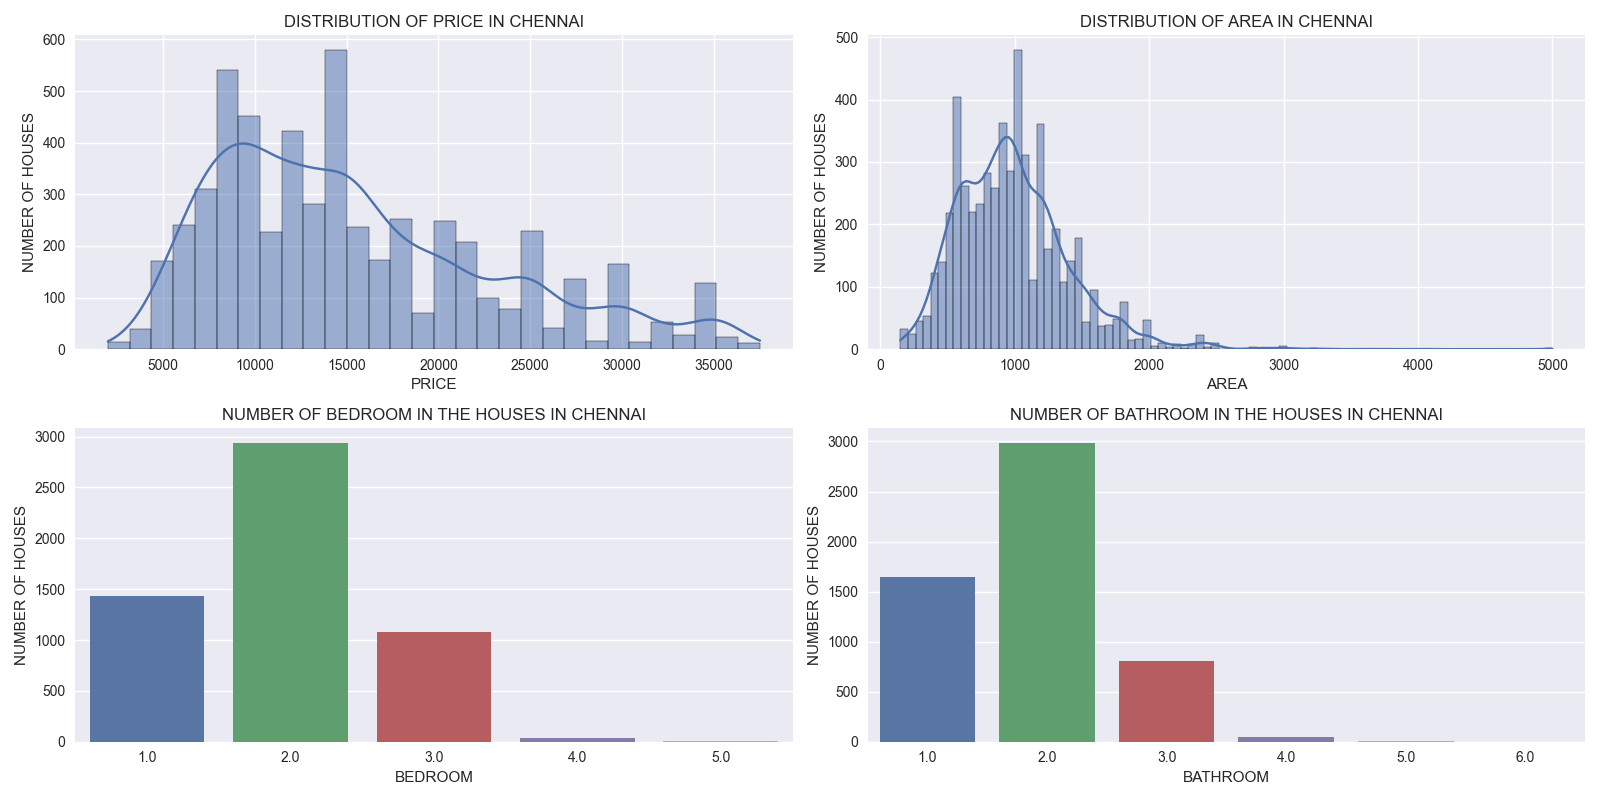 DISTRIBUTION OF PRICE IN CHENNAI
NUMBER OF HOUSES
600
500
400
300
200
100
0
5000 10000 15000 20000 25000 30000 35000
PRICE
DISTRIBUTION OF AREA IN CHENNAI
NUMBER OF HOUSES
500
400
300
200
100
0
0 1000 2000 3000 4000 5000
AREA
NUMBER OF BEDROOM IN THE HOUSES IN CHENNAI
NUMBER OF HOUSES
3000
2500
2000
1500
1000
500
0
1.0 2.0 3.0 4.0 5.0
BEDROOM
NUMBER OF BATHROOM IN THE HOUSES IN CHENNAI
NUMBER OF HOUSES
3000
2500
2000
1500
1000
500
0
1.0 2.0 3.0 4.0 5.0 6.0
BATHROOM